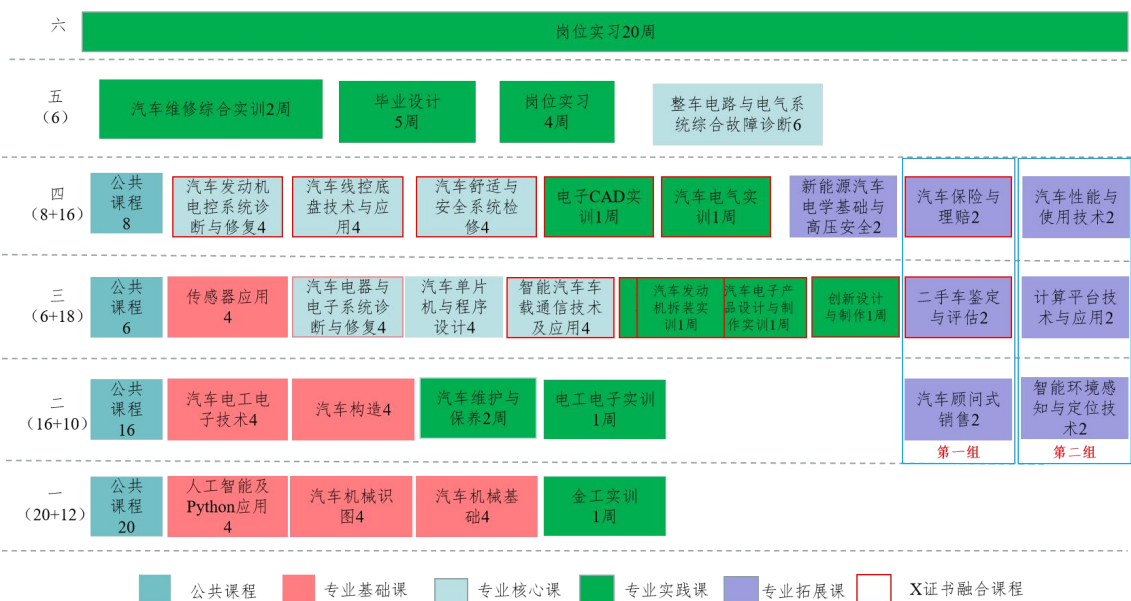 六
岗位实习20周
五
（6）
汽车维修综合实训2周
毕业设计
5周
岗位实习
4周
整车电路与电气系
统综合故障诊断6
四
（8+16）
公共
课程
8
汽车发动机
电控系统诊
断与修复4
汽车线控底
盘技术与应
用4
汽车舒适与
安全系统检
修4
电子CAD实
训1周
汽车电气实
训1周
新能源汽车
电学基础与
高压安全2
汽车保险与
理赔2
汽车性能与
使用技术2
三
（6+18）
公共
课程
6
传感器应用
4
汽车电器与
电子系统诊
断与修复4
汽车单片
机与程序
设计4
智能汽车车
载通信技术
及应用4
汽车发动
机拆装实
训1周
汽车电子产
品设计与制
作实训1周
创新设计
与制作1周
二手车鉴定
与评估2
计算平台技
术与应用2
二
（16+10）
公共
课程
16
汽车电工电
子技术4
汽车构造4
汽车维护与
保养2周
电工电子实训
1周
汽车顾问式
销售2
智能环境感
知与定位技
术2
第一组
第二组
一
（20+12）
公共
课程
20
人工智能及
Python应用
4
汽车机械识
图4
汽车机械基
础4
金工实训
1周
公共课程
专业基础课
专业核心课
专业实践课
专业拓展课
X证书融合课程